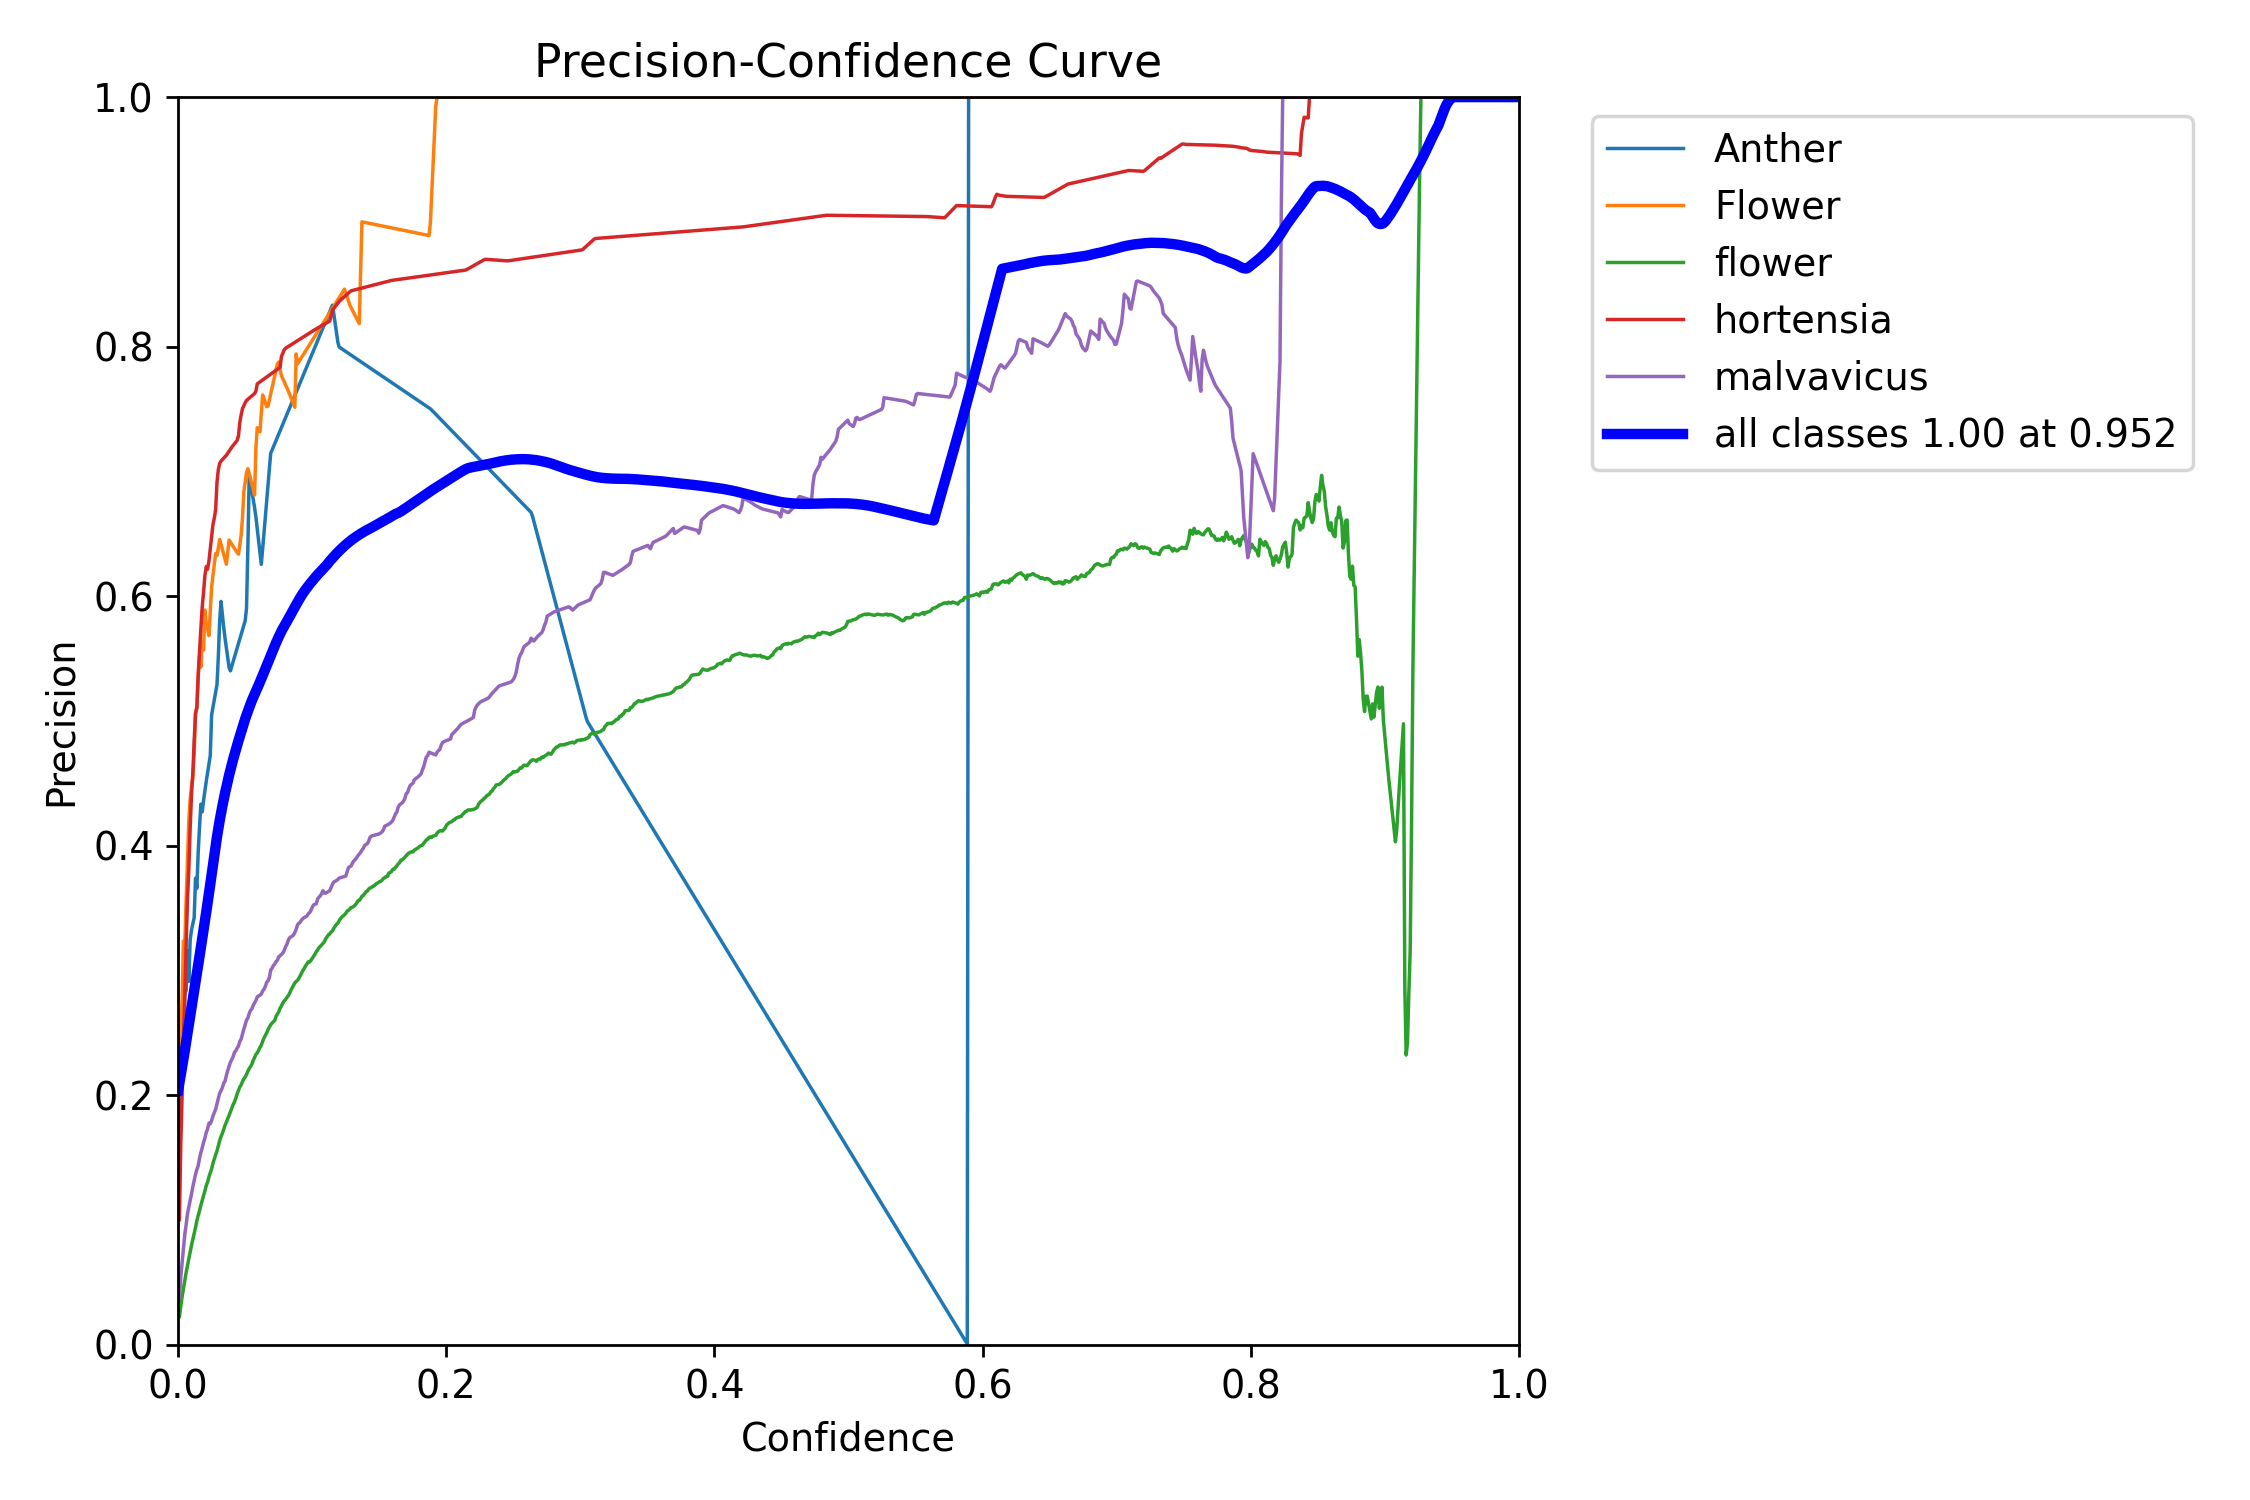 Precision-Confidence Curve
1.0
0.8
0.6
0.4
0.2
0.0
Precision
0.0 0.2 0.4 0.6 0.8 1.0
Confidence
Anther
Flower
flower
hortensia
malvavicus
all classes 1.00 at 0.952